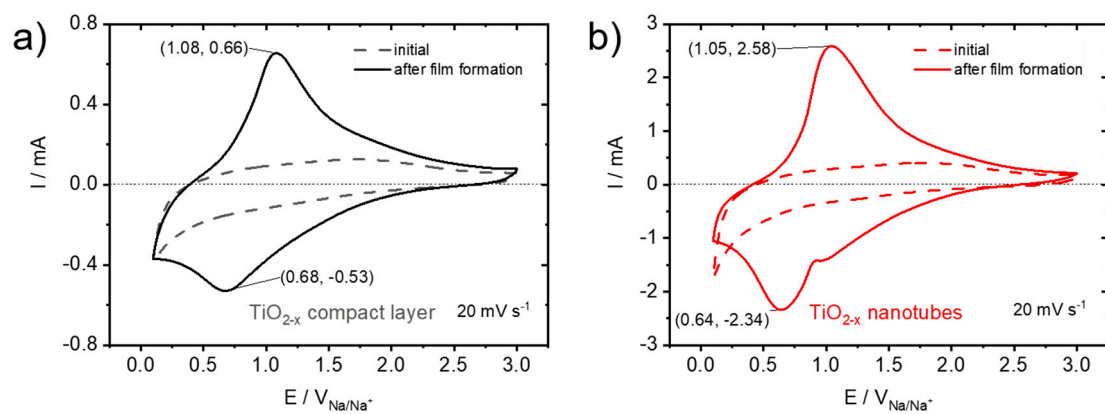 a)
I / mA
0.8
0.4
0.0
-0.4
-0.8
(1.08, 0.66)
initial
after film formation
(0.68, -0.53)
TiO2-x compact layer
20 mV s-1
0.0 0.5 1.0 1.5 2.0 2.5 3.0
E / VNa/Na+
b)
I / mA
3
2
1
0
-1
-2
-3
(1.05, 2.58)
initial
after film formation
(0.64, -2.34)
TiO2-x nanotubes
20 mV s-1
0.0 0.5 1.0 1.5 2.0 2.5 3.0
E / VNa/Na+